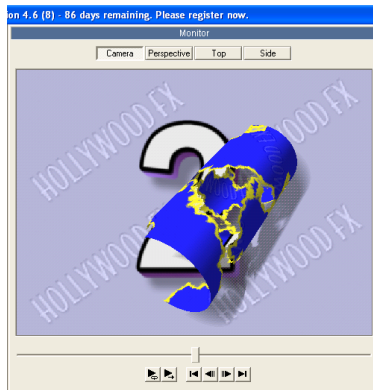 on 4.6 (8) - 86 days remaining. Please register now.
Monitor
Camera Perspective Top Side
HOLLYWOOD FX
HOLLYWOOD FX
2
HOLLYWOOD FX
HOLLYWOOD FX